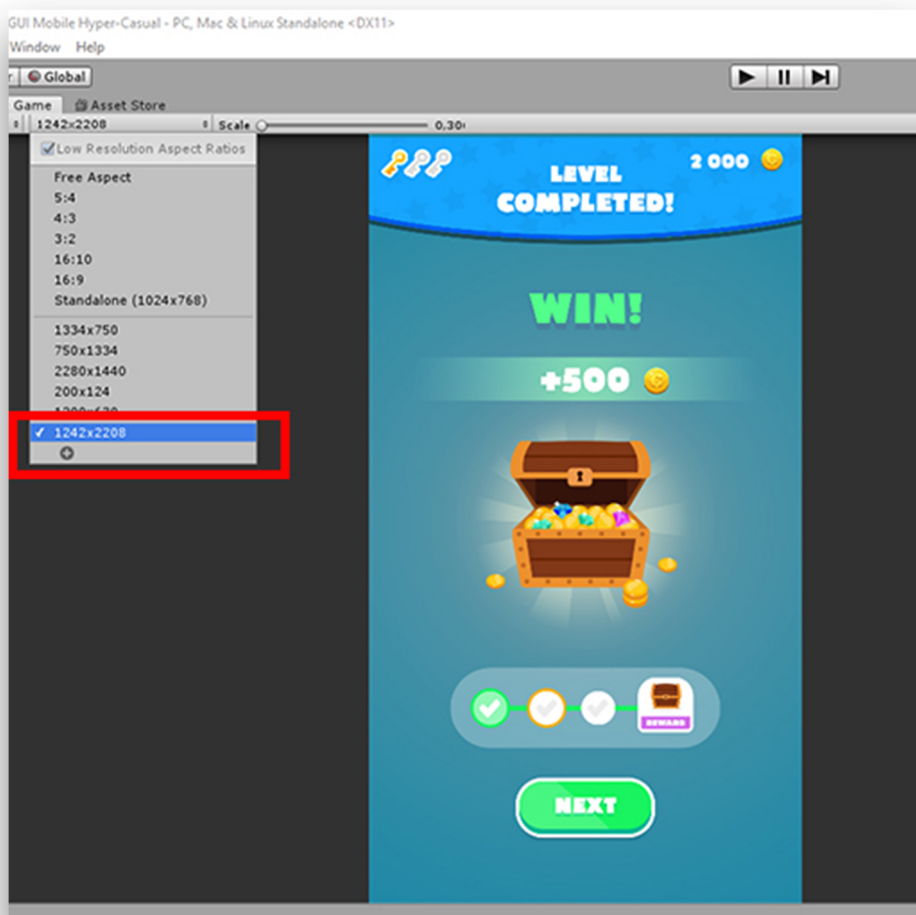 GUI Mobile Hyper-Casual - PC, Mac & Linux Standalone <DX11>
Window Help
Global
Game Asset Store
1242x2208 Scale 0,30
Low Resolution Aspect Ratios
Free Aspect
5:4
4:3
3:2
16:10
16:9
Standalone (1024x768)
1334x750
750x1334
2280x1440
200x124
1242x2208
2 000
LEVEL
COMPLETED!
WIN!
+500
REWARD
NEXT